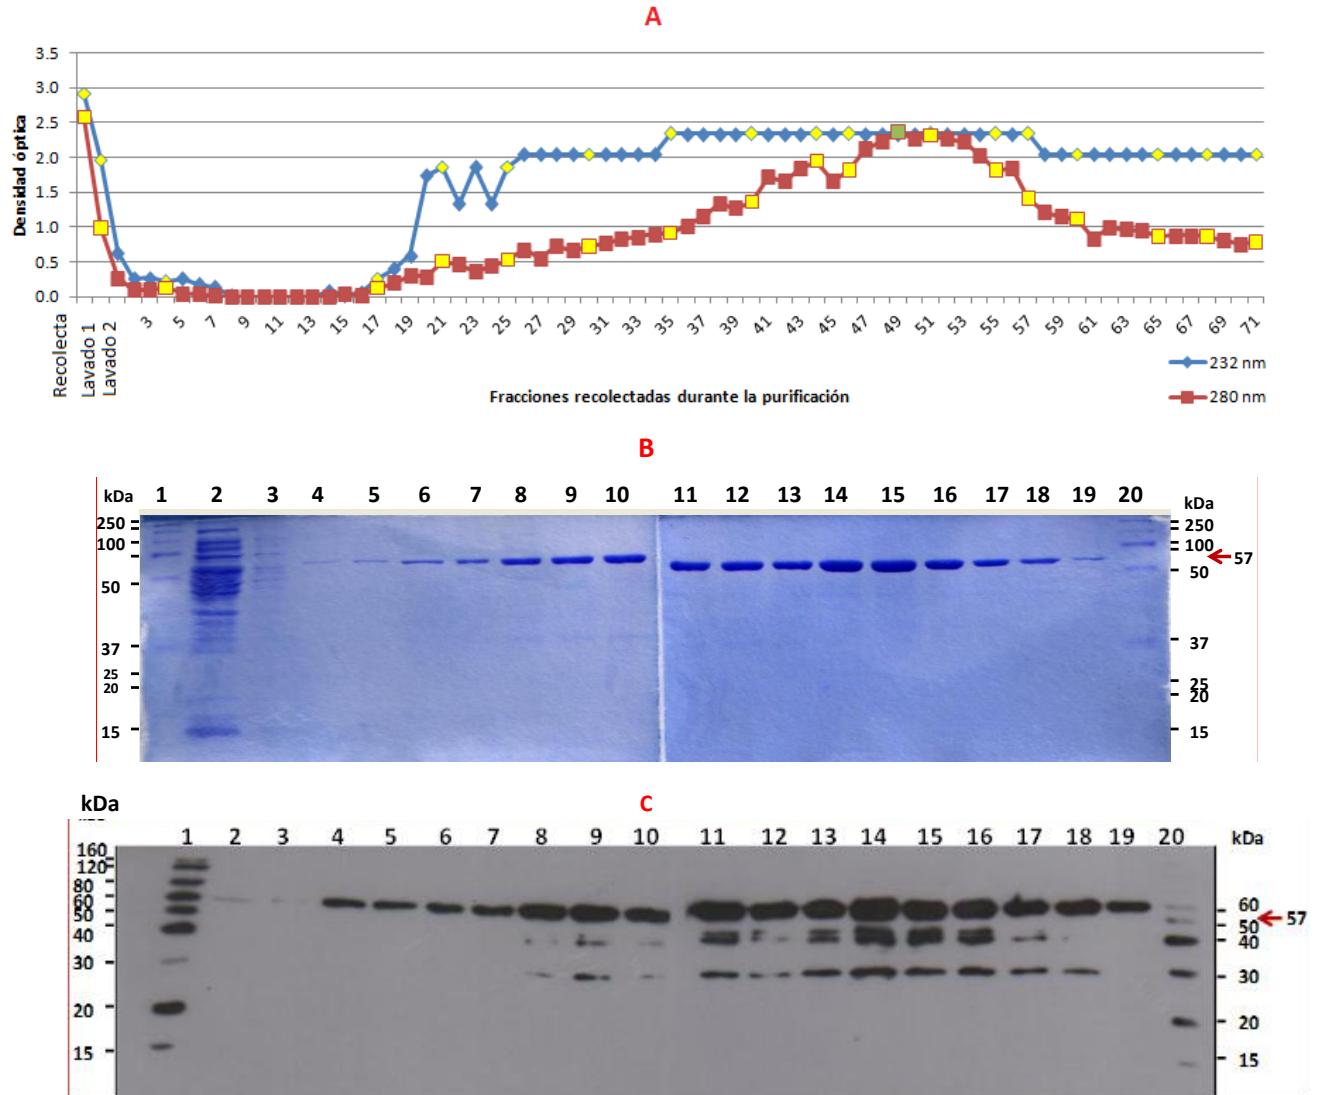 A
3.5
3.0
2.5
2.0
1.5
1.0
0.5
0.0
Densidad óptica
Recolecta
Lavado 1
Lavado 2
3 5 7 9 11 13 15 17 19 21 23 25 27 29 31 33 35 37 39 41 43 45 47 49 51 53 55 57 59 61 63 65 67 69 71
232 nm
280 nm
Fracciones recolectadas durante la purificación
B
kDa 1 2 3 4 5 6 7 8 9 10 11 12 13 14 15 16 17 18 19 20 kDa
250
100
50
37
25
20
15
250
100
50
37
25
20
15
57
kDa
C
1 2 3 4 5 6 7 8 9 10 11 12 13 14 15 16 17 18 19 20 kDa
160
120
80
60
50
40
30
20
15
60
50
40
30
20
15
57